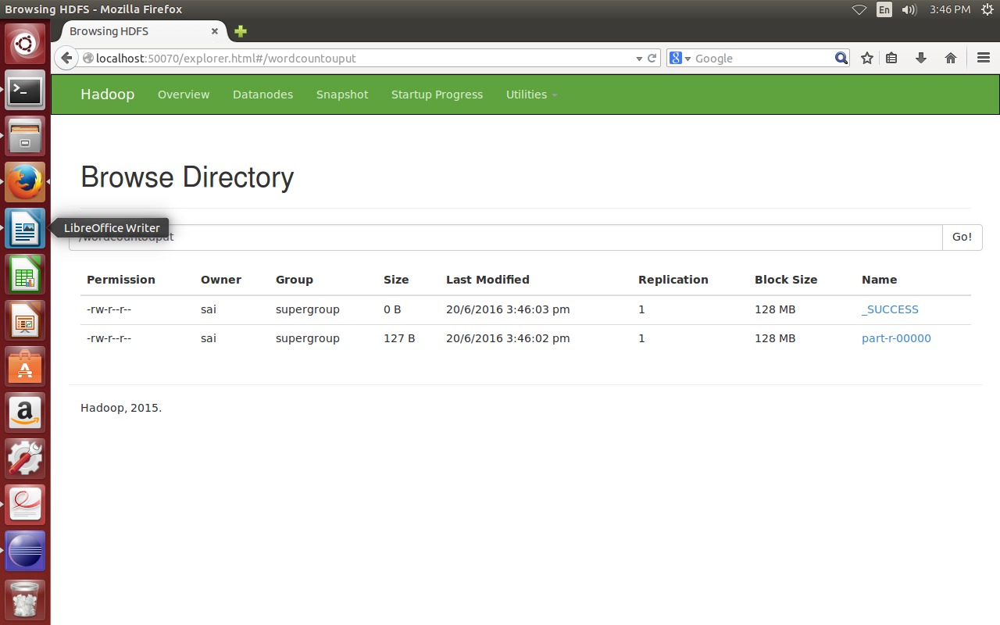 Browsing HDFS - Mozilla Firefox
En
3:46 PM
Browsing HDFS
localhost:50070/explorer.html#/wordcountouput
Google
Hadoop Overview Datanodes Snapshot Startup Progress Utilities
Browse Directory
LibreOffice Writer
/wordcountouput
Go!
Permission Owner Group Size Last Modified Replication Block Size Name
-rw-r--r-- sai supergroup 0 B 20/6/2016 3:46:03 pm 1 128 MB _SUCCESS
-rw-r--r-- sai supergroup 127 B 20/6/2016 3:46:02 pm 1 128 MB part-r-00000
Hadoop, 2015.